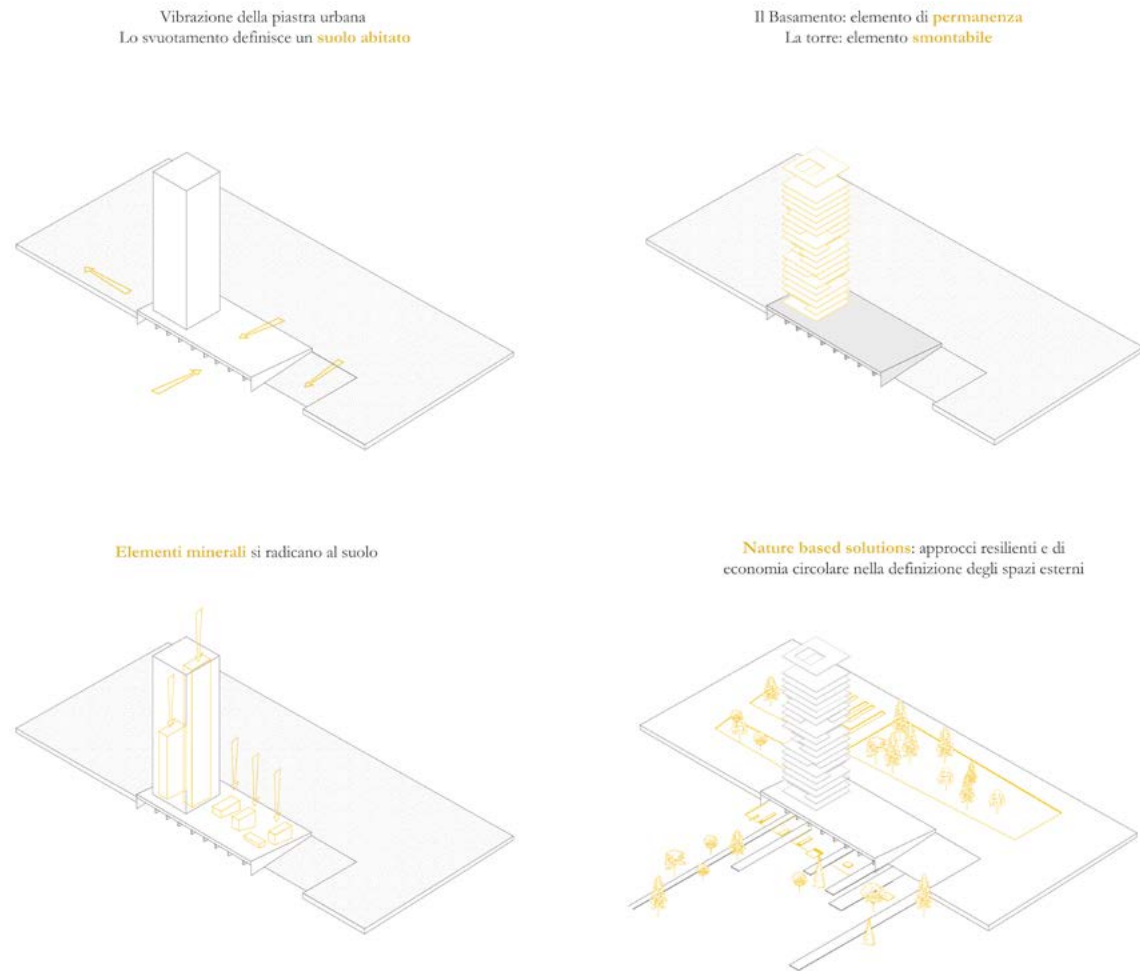 Vibrazione della piastra urbana
Lo svuotamento definisce un suolo abitato
Il Basamento: elemento di permanenza
La torre: elemento smontabile
Elementi minerali si radicano al suolo
Nature based solutions: approcci resilienti e di
economia circolare nella definizione degli spazi esterni